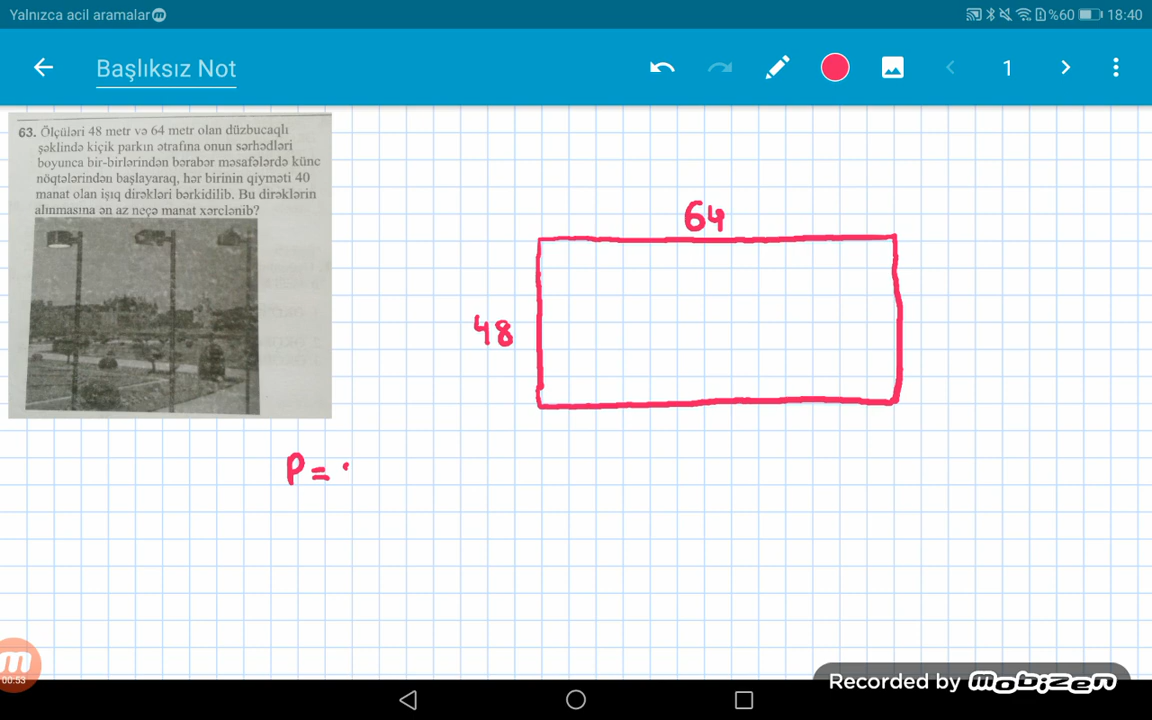 Yalnızca acil aramalar m
%60 18:40
Başlıksız Not
1
63. Ölçüləri 48 metr və 64 metr olan düzbucaqlı
şəklində kiçik parkın ətrafına onun sərhədləri
boyunca bir-birlərindən bərabər məsafələrdə künc
nöqtələrindən başlayaraq, hər birinin qiyməti 40
manat olan işıq dirəkləri bərkidilib. Bu dirəklərin
alınmasına ən az neçə manat xərclənib?
64
48
P=
00:53
Recorded by mobizen